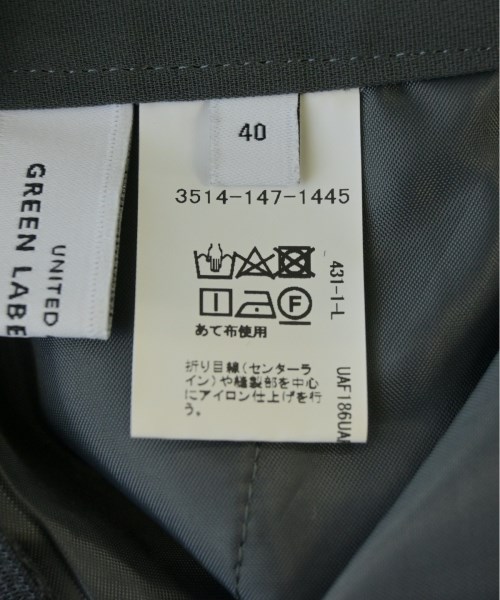 UNITED
GREEN LABE
40
3514-147-1445
F
あて布使用
折り目線(センターラ
イン)や縫製部を中心
にアイロン仕上げを行
う。
431-1-L
UAF186UA